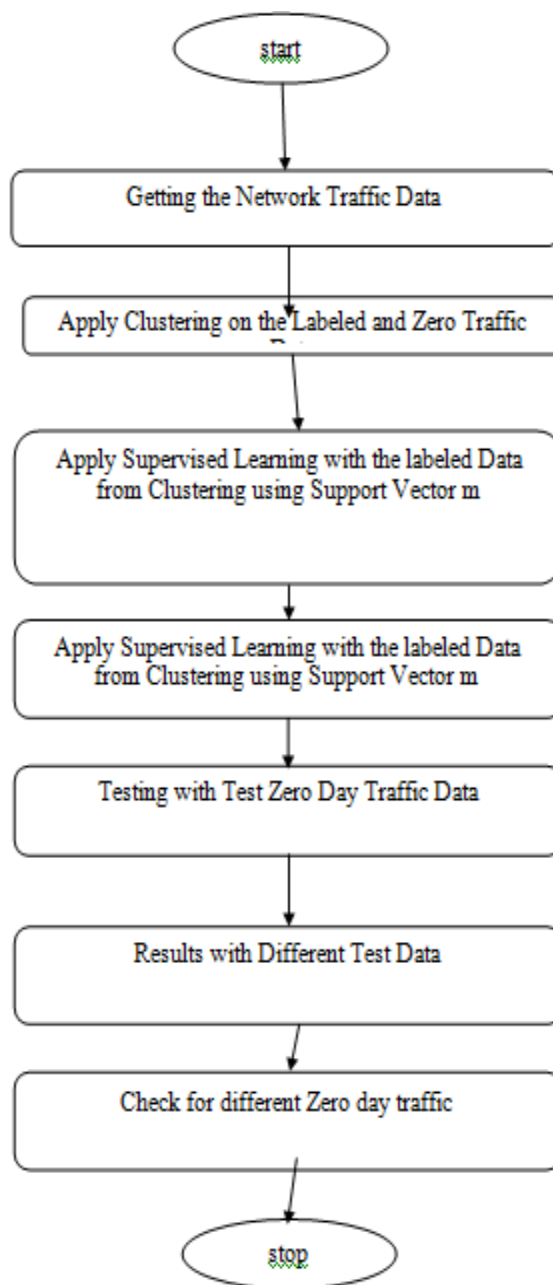 start
Getting the Network Traffic Data
Apply Clustering on the Labeled and Zero Traffic
Apply Supervised Learning with the labeled Data
from Clustering using Support Vector m
Apply Supervised Learning with the labeled Data
from Clustering using Support Vector m
Testing with Test Zero Day Traffic Data
Results with Different Test Data
Check for different Zero day traffic
stop